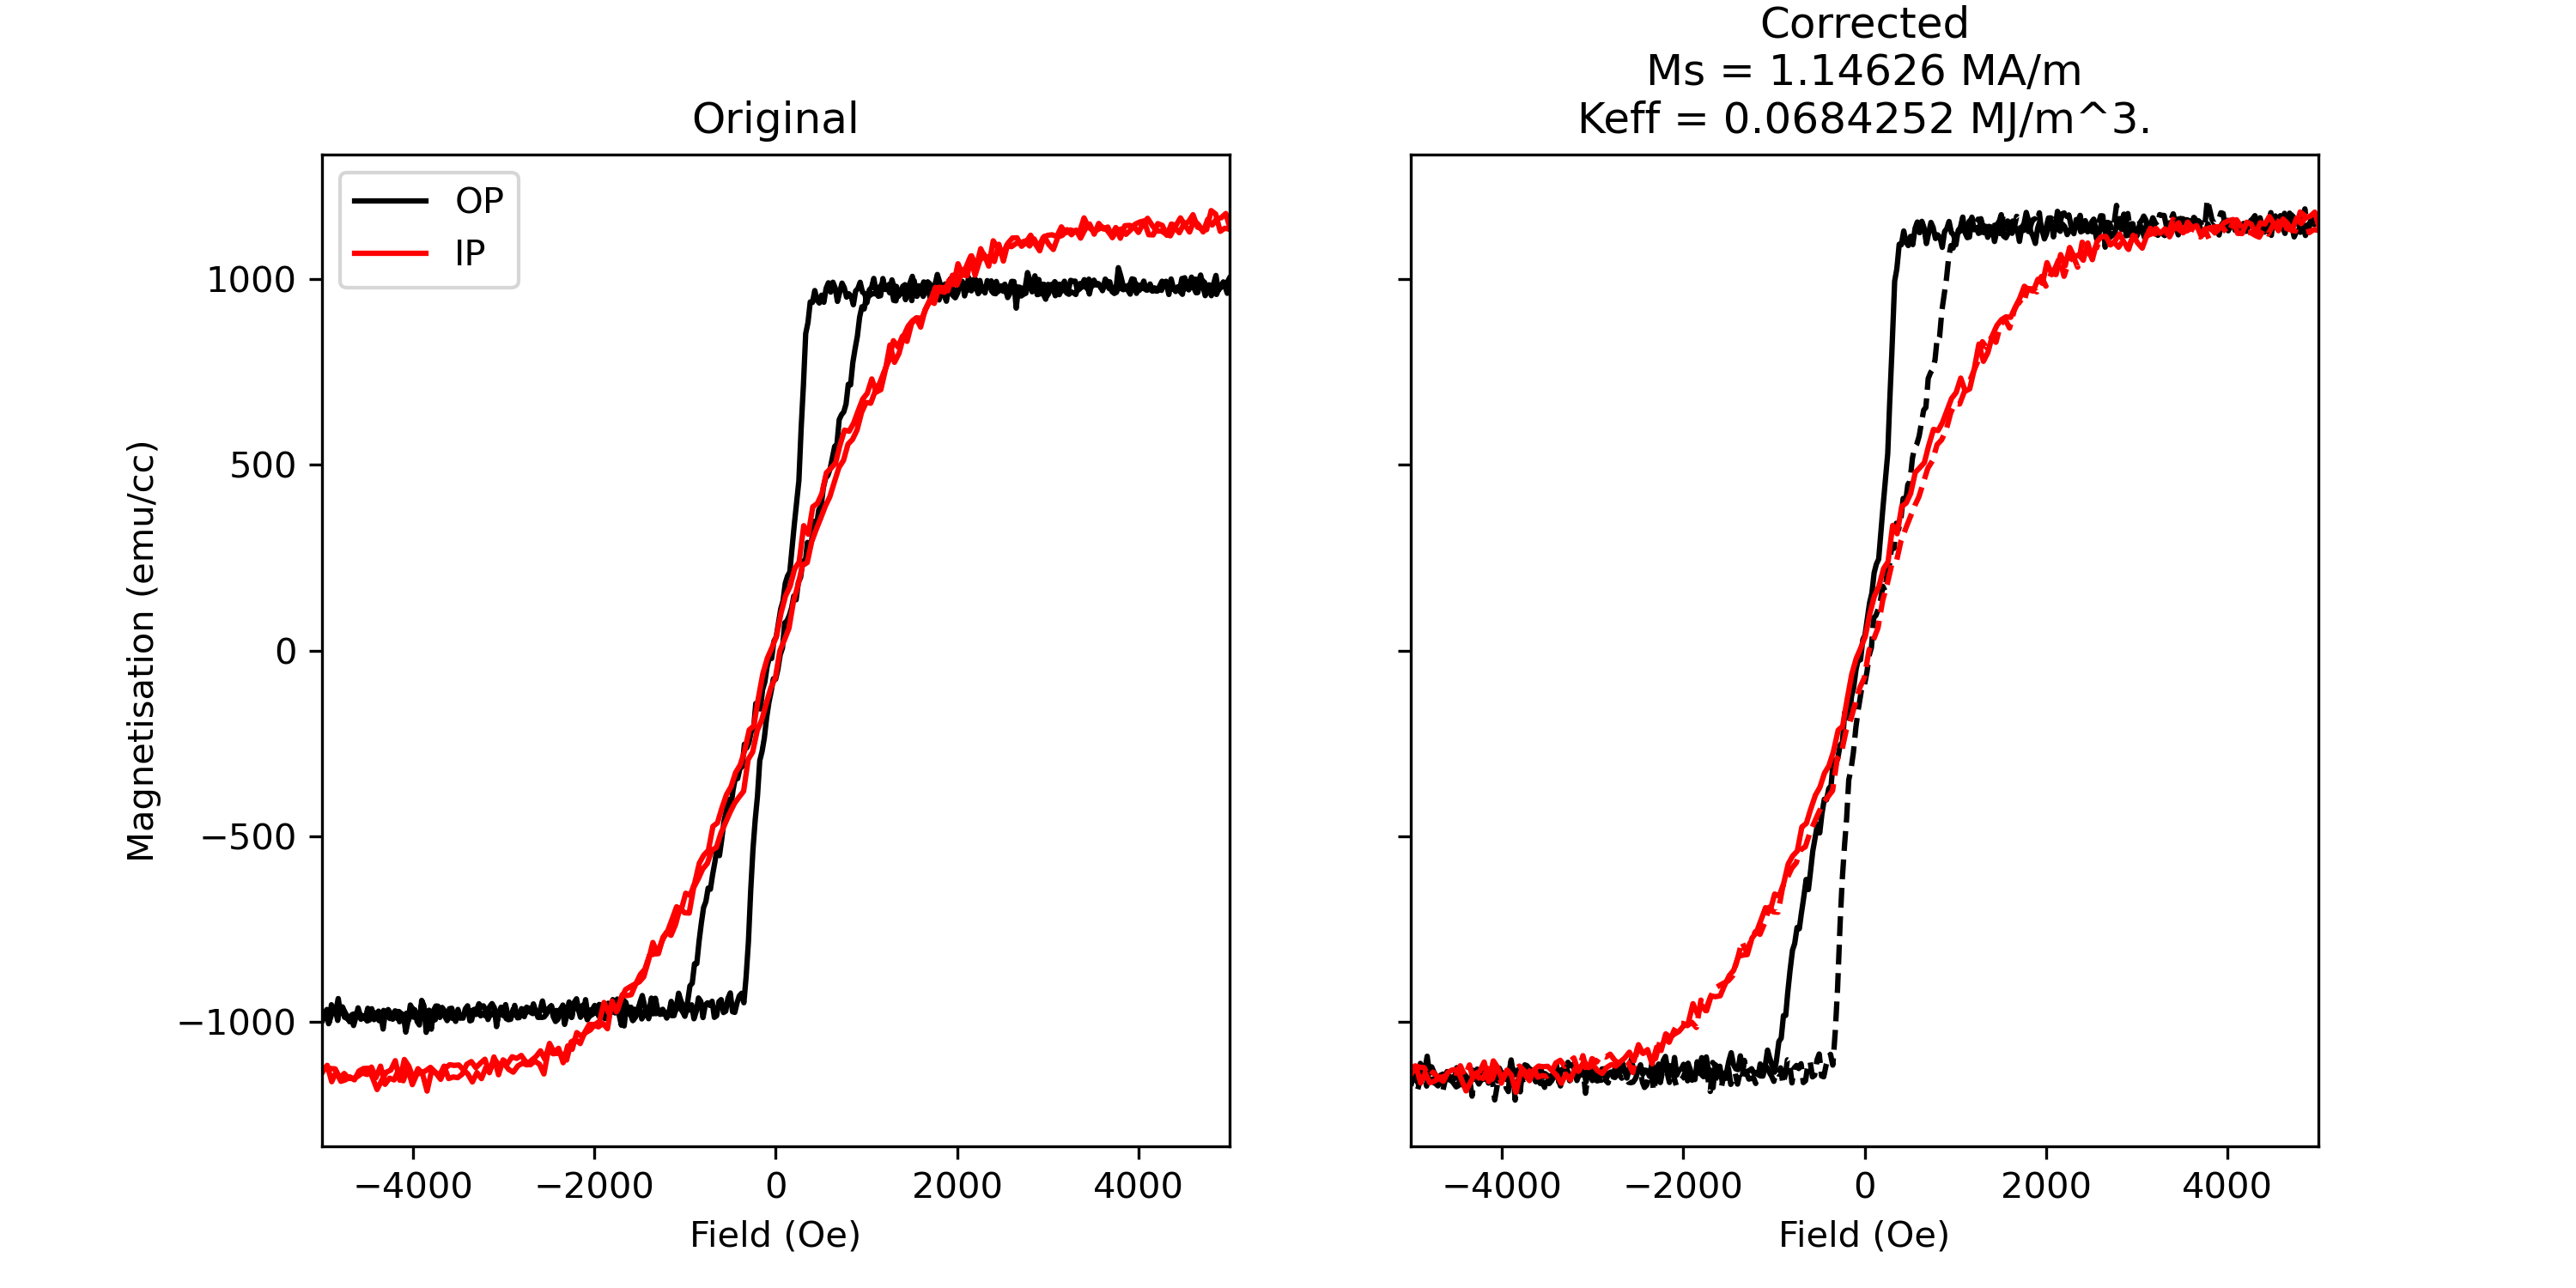 Original
OP
IP
1000
500
0
−500
−1000
Magnetisation (emu/cc)
−4000 −2000 0 2000 4000
Field (Oe)
Corrected
Ms = 1.14626 MA/m
Keff = 0.0684252 MJ/m^3.
−4000 −2000 0 2000 4000
Field (Oe)